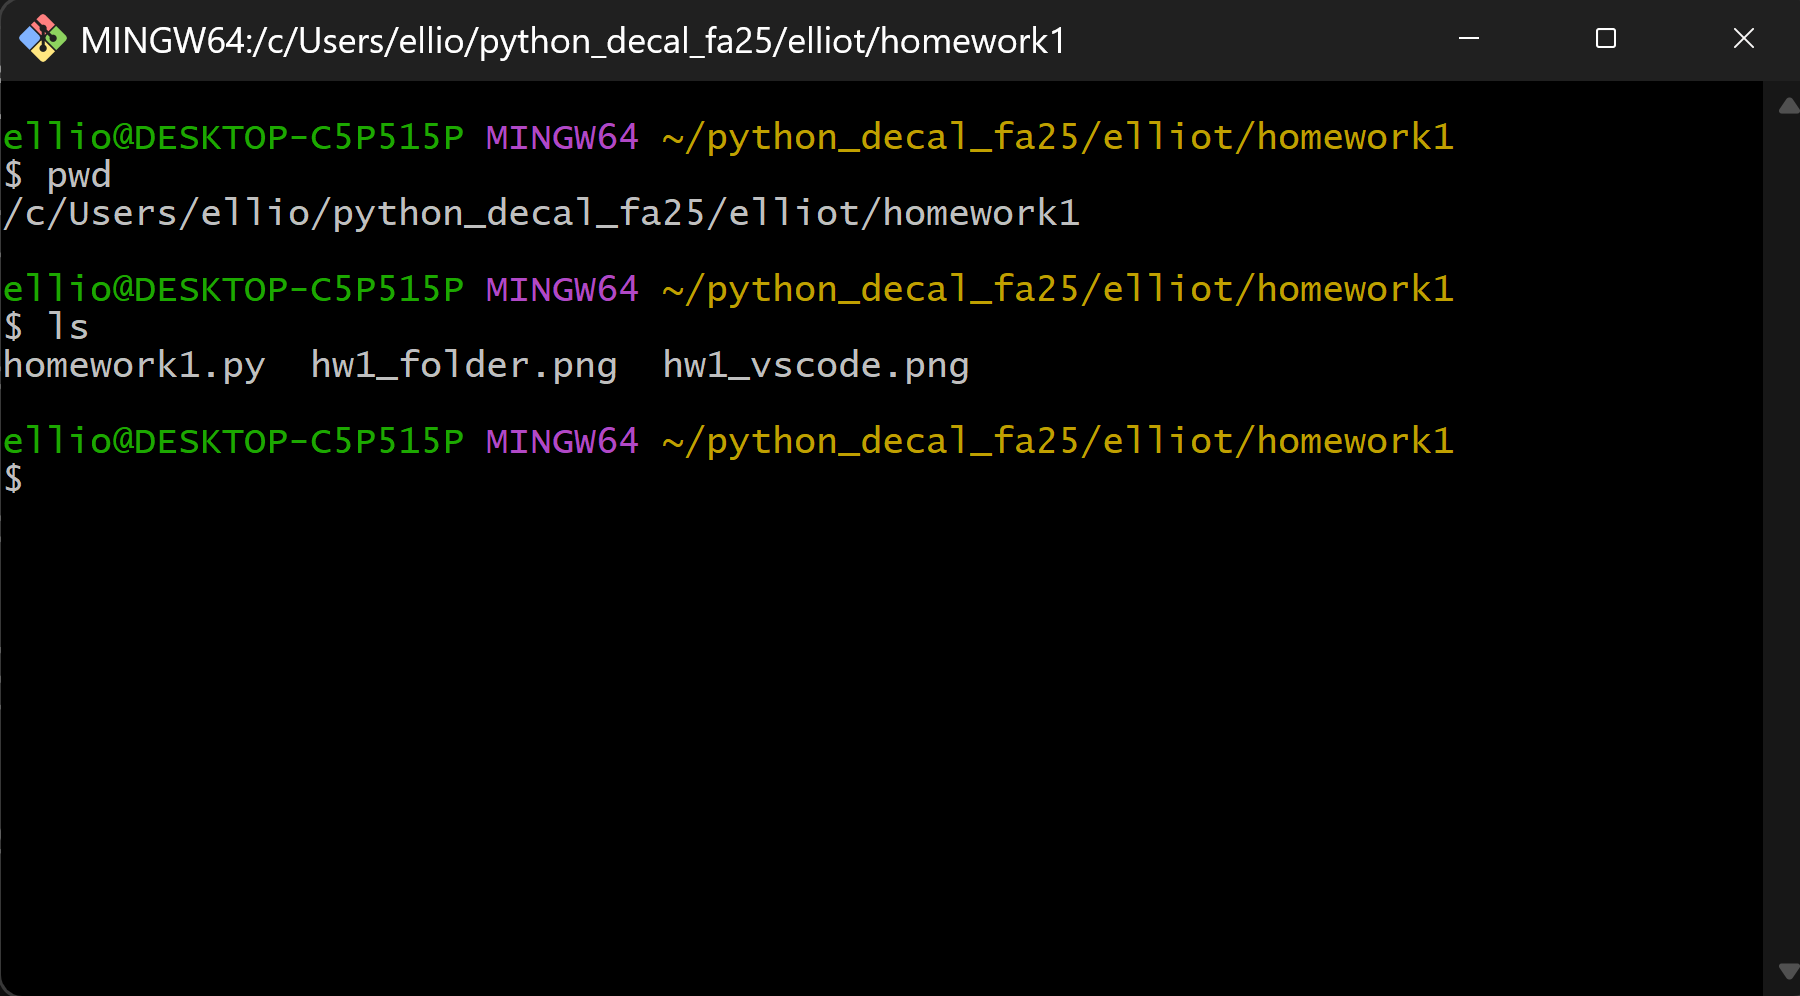 MINGW64:/c/Users/ellio/python_decal_fa25/elliot/homework1
ellio@DESKTOP-C5P515P MINGW64 ~/python_decal_fa25/elliot/homework1
$ pwd
/c/Users/ellio/python_decal_fa25/elliot/homework1
ellio@DESKTOP-C5P515P MINGW64 ~/python_decal_fa25/elliot/homework1
$ ls
homework1.py  hw1_folder.png  hw1_vscode.png
ellio@DESKTOP-C5P515P MINGW64 ~/python_decal_fa25/elliot/homework1
$